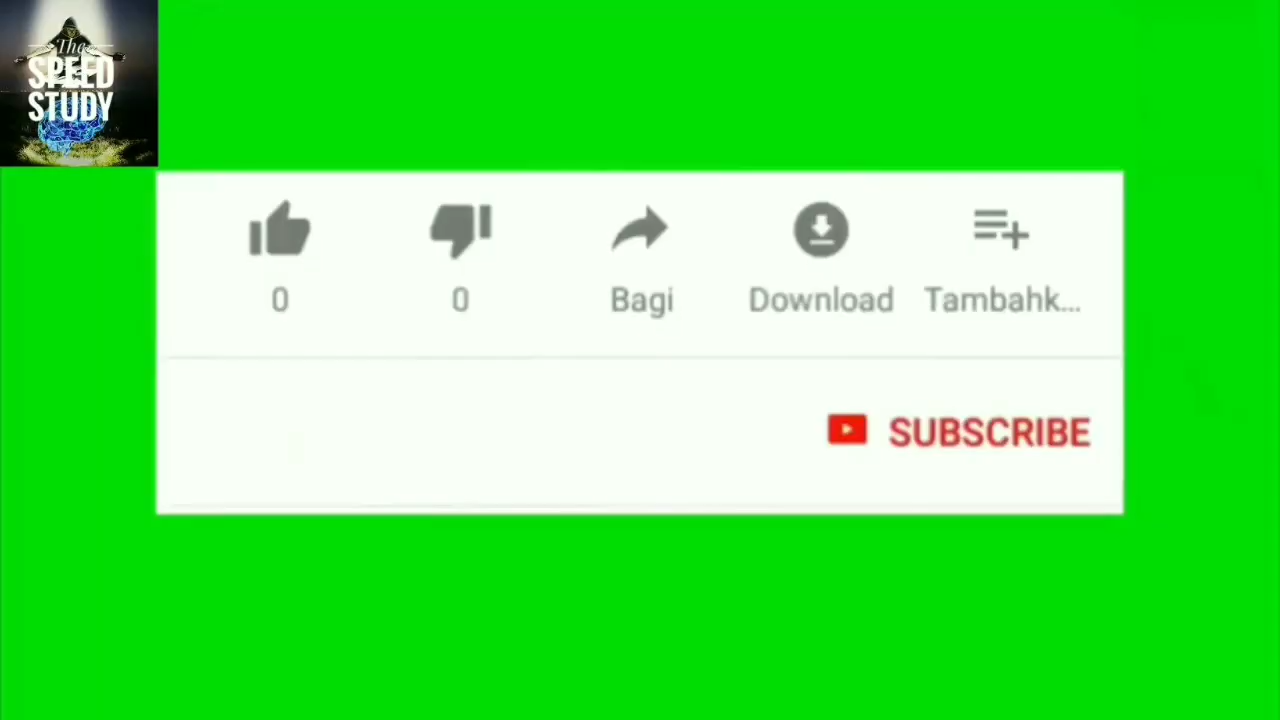 The
SPEED
STUDY
0 0 Bagi Download Tambahk...
SUBSCRIBE